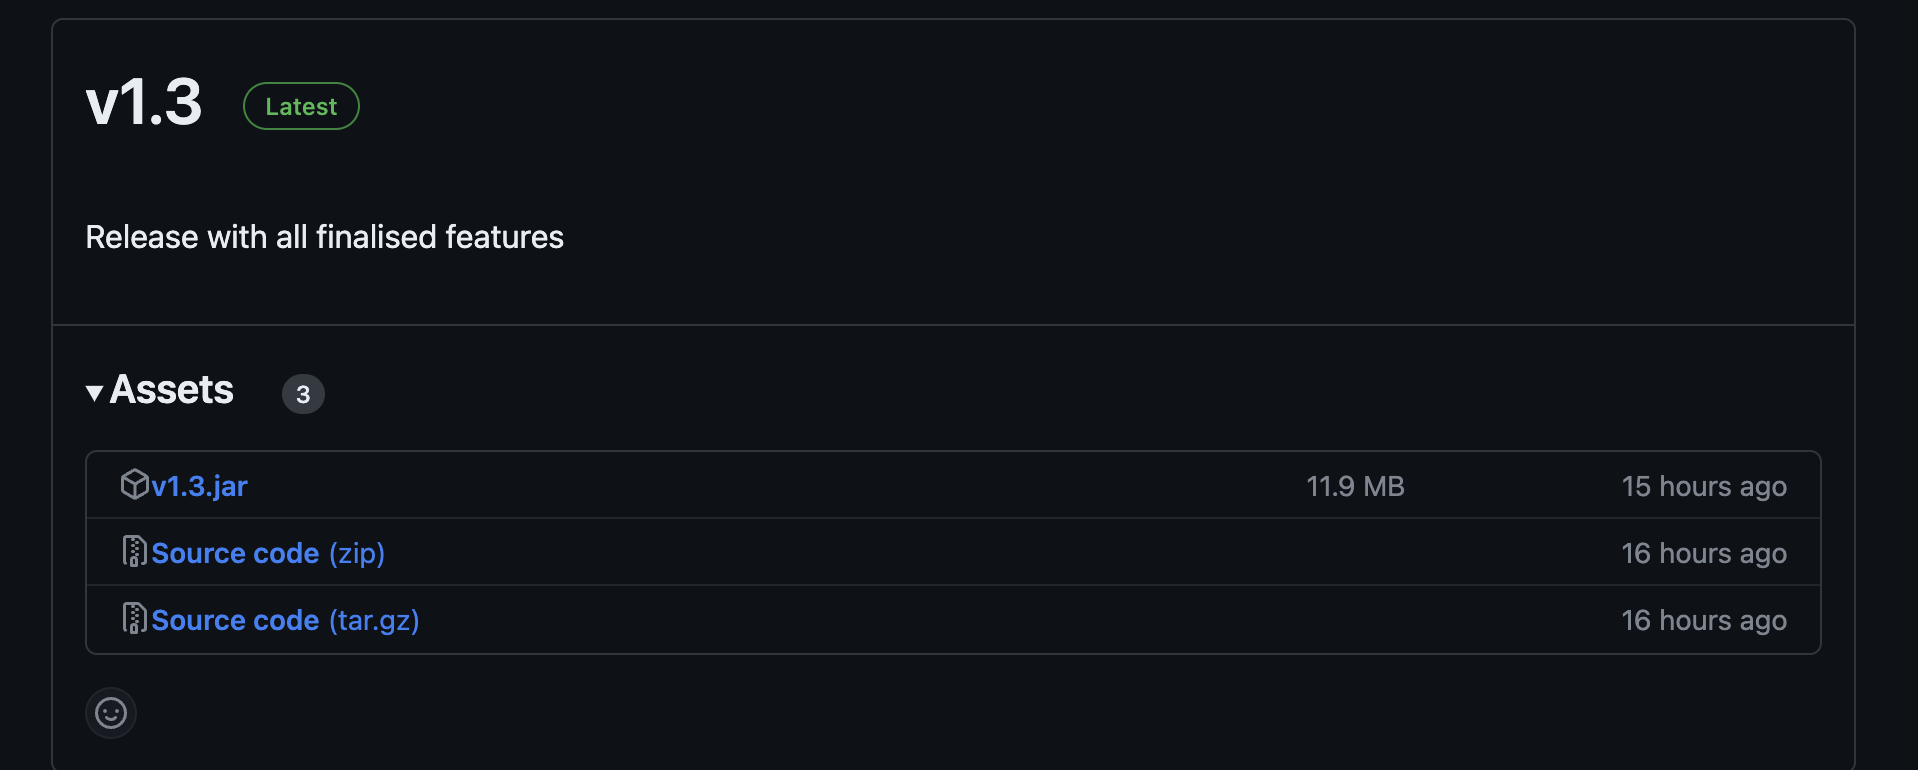 v1.3 Latest
Release with all finalised features
Assets 3
v1.3.jar 11.9 MB 15 hours ago
Source code (zip) 16 hours ago
Source code (tar.gz) 16 hours ago